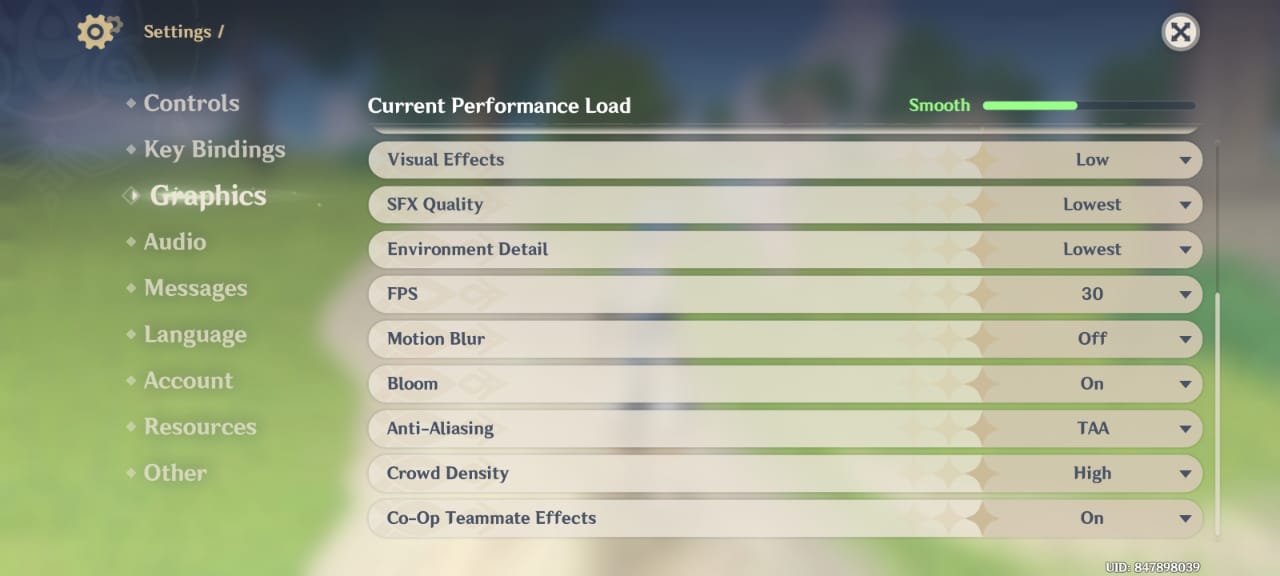 Settings /
Controls
Key Bindings
Graphics
Audio
Messages
Language
Account
Resources
Other
Current Performance Load Smooth
Visual Effects Low
SFX Quality Lowest
Environment Detail Lowest
FPS 30
Motion Blur Off
Bloom On
Anti-Aliasing TAA
Crowd Density High
Co-Op Teammate Effects On
UID: 847898039